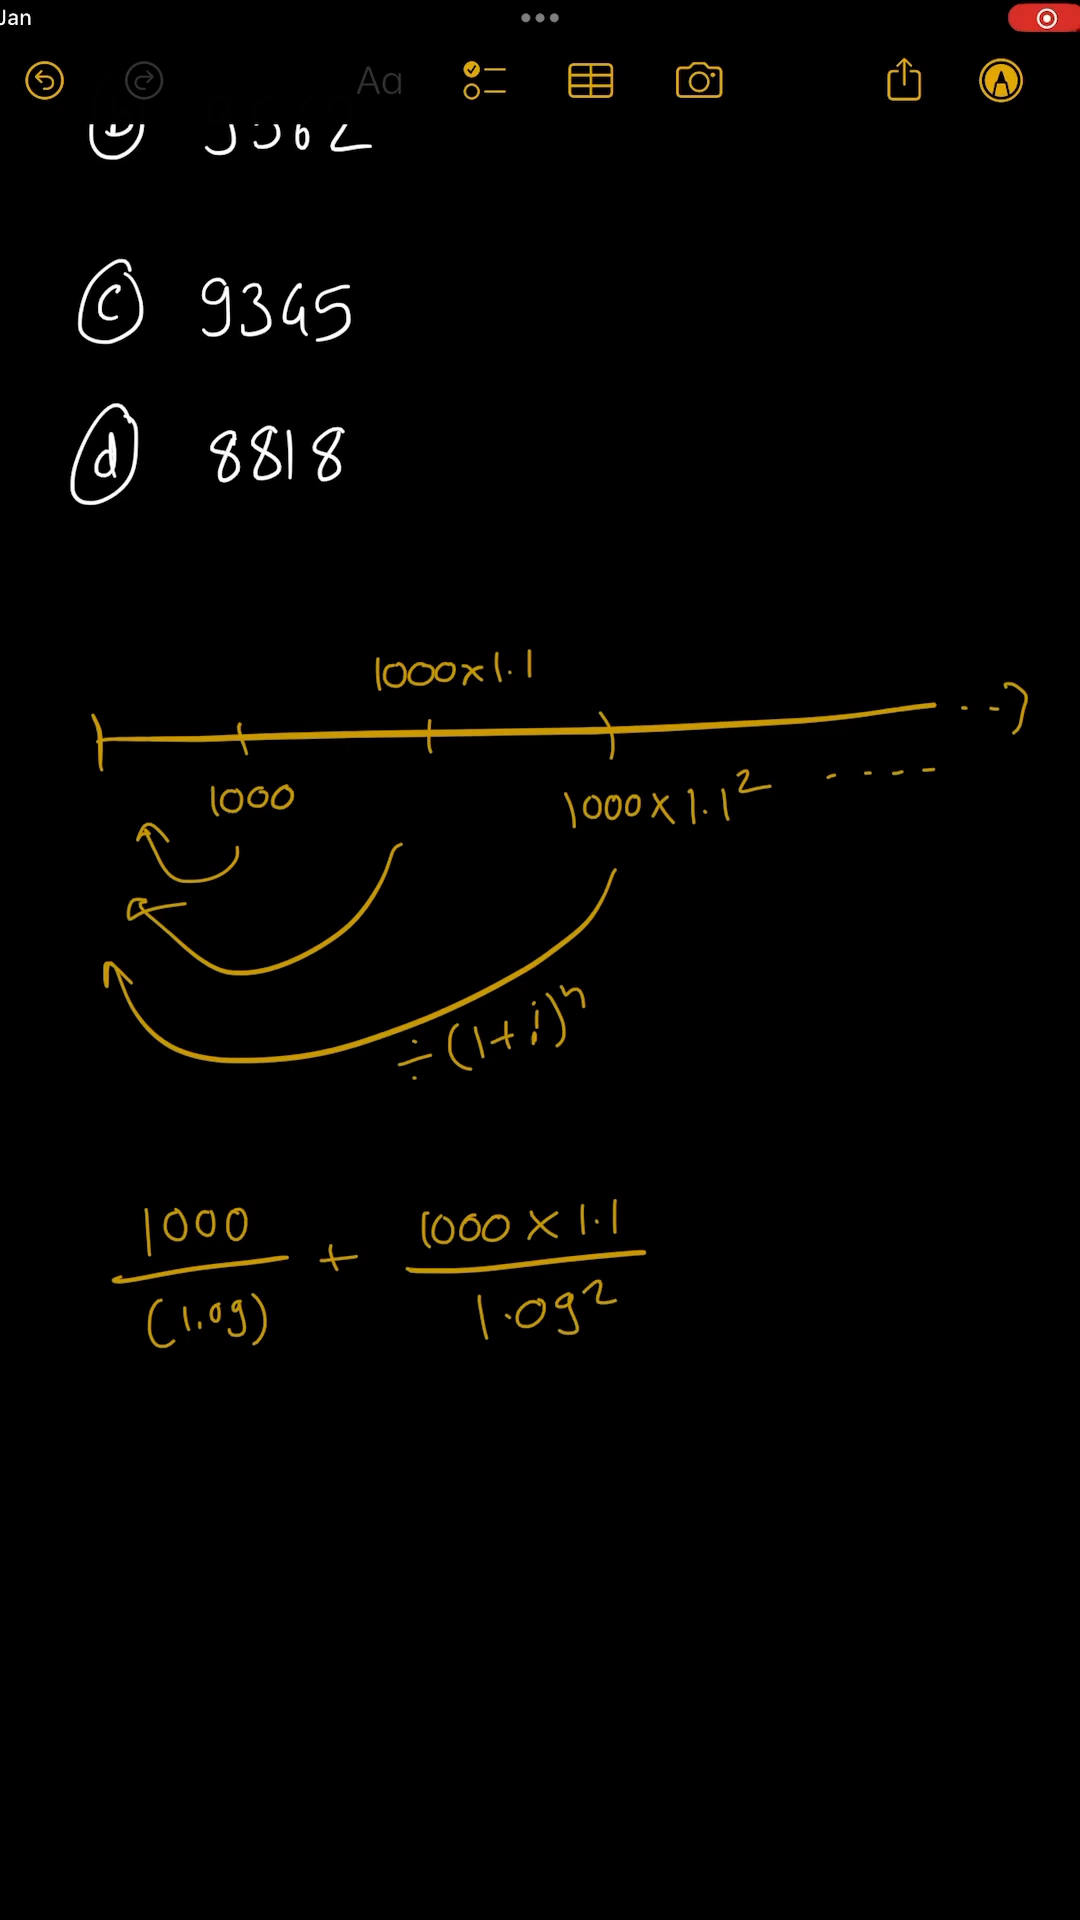 Jan
Aa
c 9345
d 8818
1000×1.1
1000
1000×1.1²
÷(1+i)ⁿ
1000 + 1000×1.1
(1.09) 1.09²